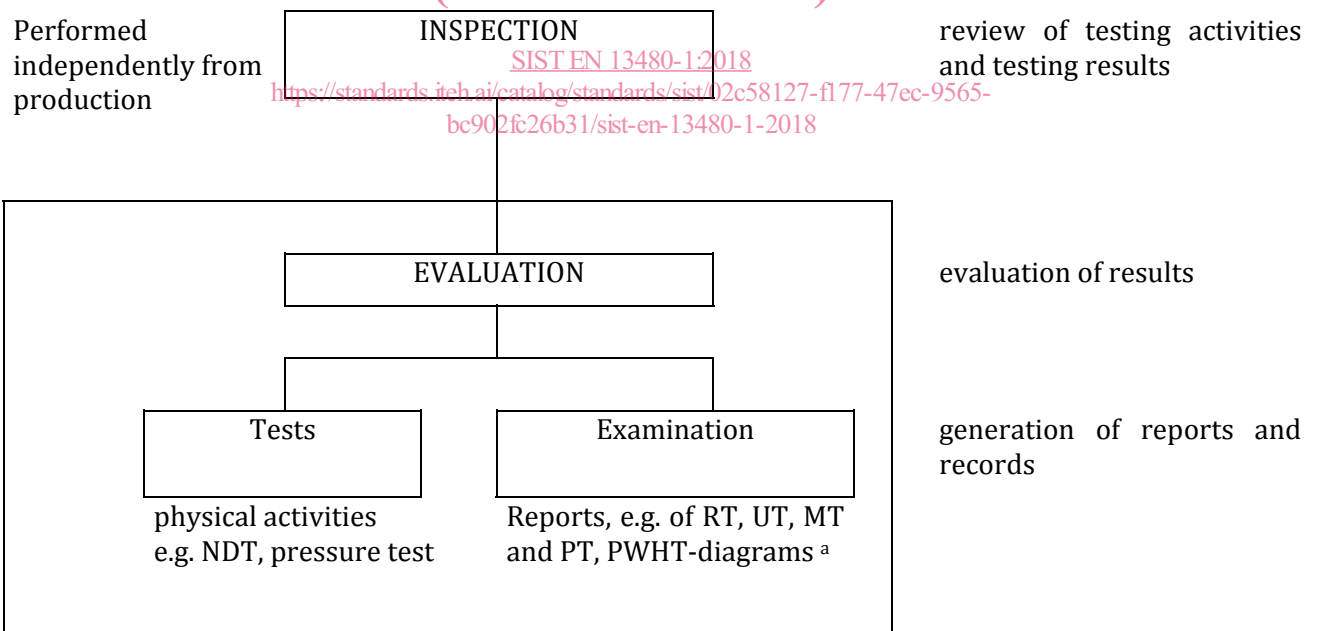 Performed
independently from
production
INSPECTION
review of testing activities
and testing results
SIST EN 13480-1:2018
https://standards.iteh.ai/catalog/standards/sist/02c58127-f177-47ec-9565-
bc902fc26b31/sist-en-13480-1-2018
EVALUATION
evaluation of results
Tests
Examination
generation of reports and
records
physical activities
e.g. NDT, pressure test
Reports, e.g. of RT, UT, MT
and PT, PWHT-diagrams ᵃ